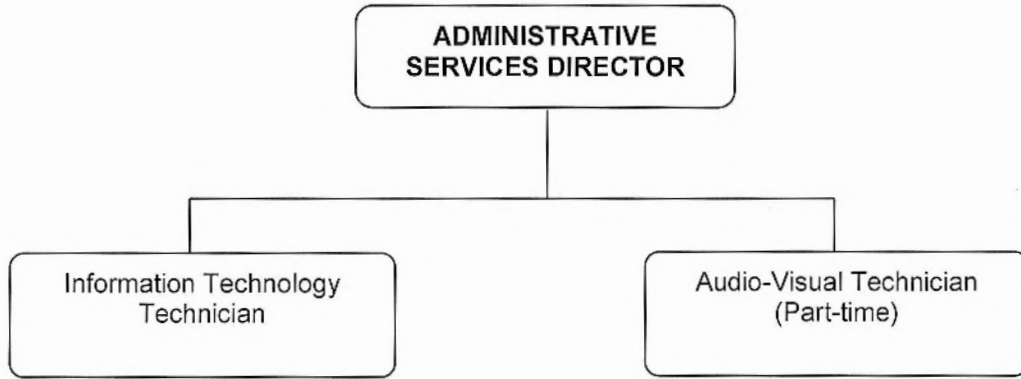 ADMINISTRATIVE
SERVICES DIRECTOR
Information Technology
Technician
Audio-Visual Technician
(Part-time)